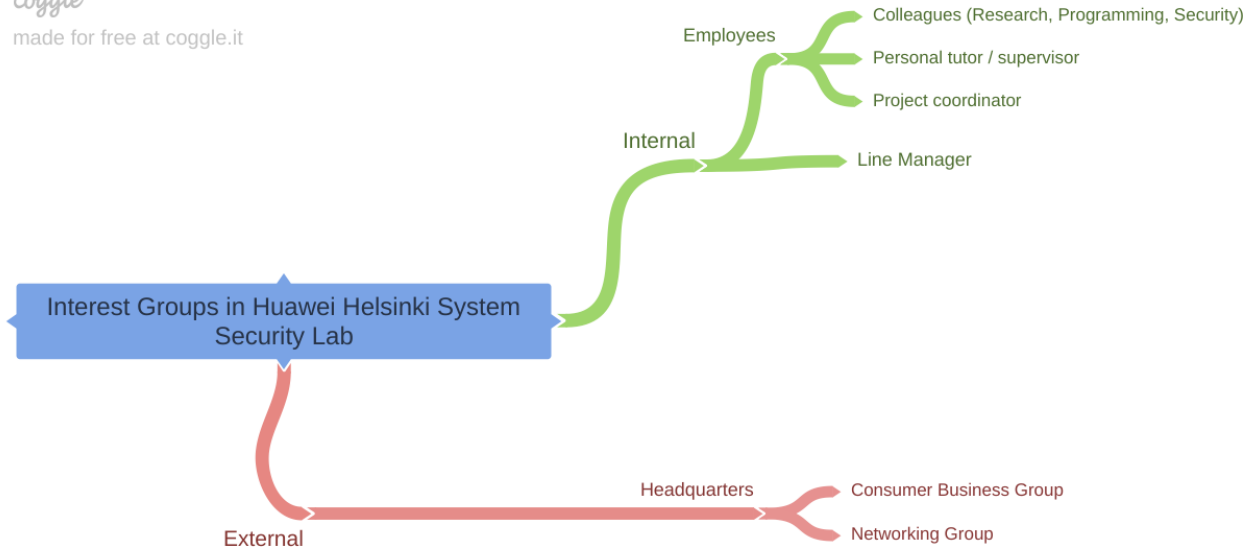 coggle
made for free at coggle.it
Employees
Colleagues (Research, Programming, Security)
Personal tutor / supervisor
Project coordinator
Internal
Line Manager
Interest Groups in Huawei Helsinki System
Security Lab
Headquarters
Consumer Business Group
Networking Group
External